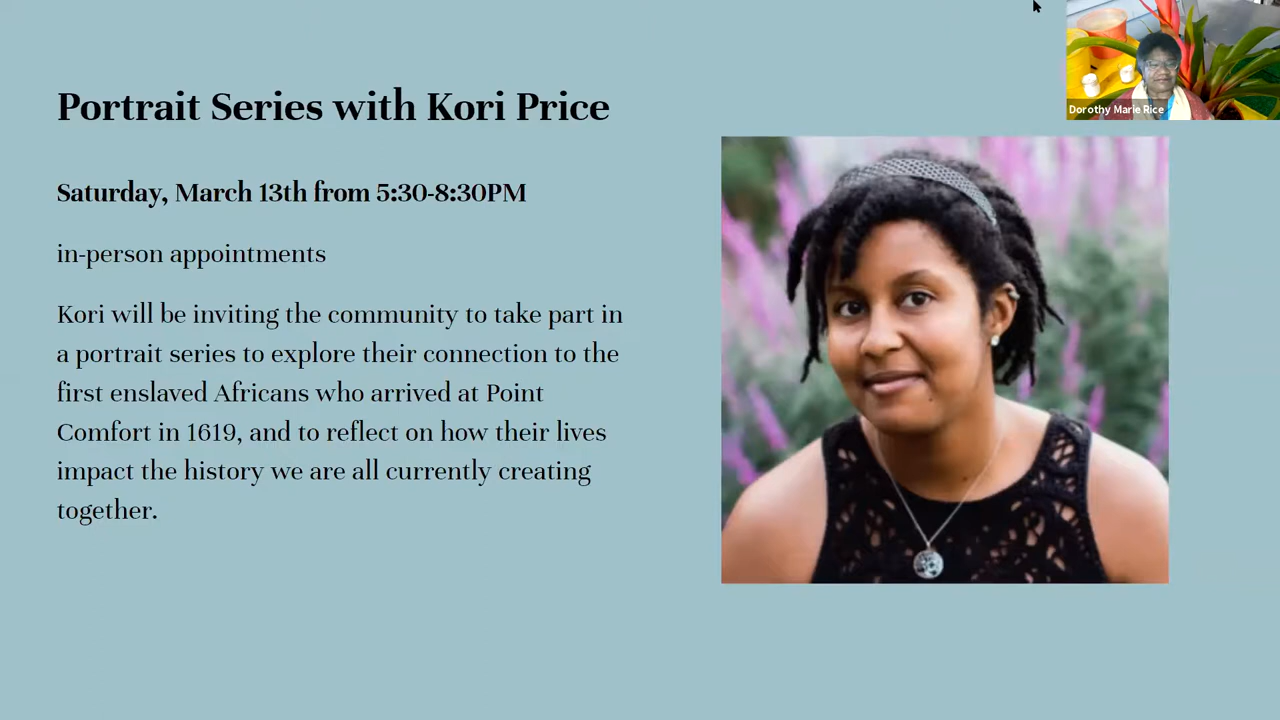 Portrait Series with Kori Price
Saturday, March 13th from 5:30-8:30PM
in-person appointments
Kori will be inviting the community to take part in
a portrait series to explore their connection to the
first enslaved Africans who arrived at Point
Comfort in 1619, and to reflect on how their lives
impact the history we are all currently creating
together.
Dorothy Marie Rice